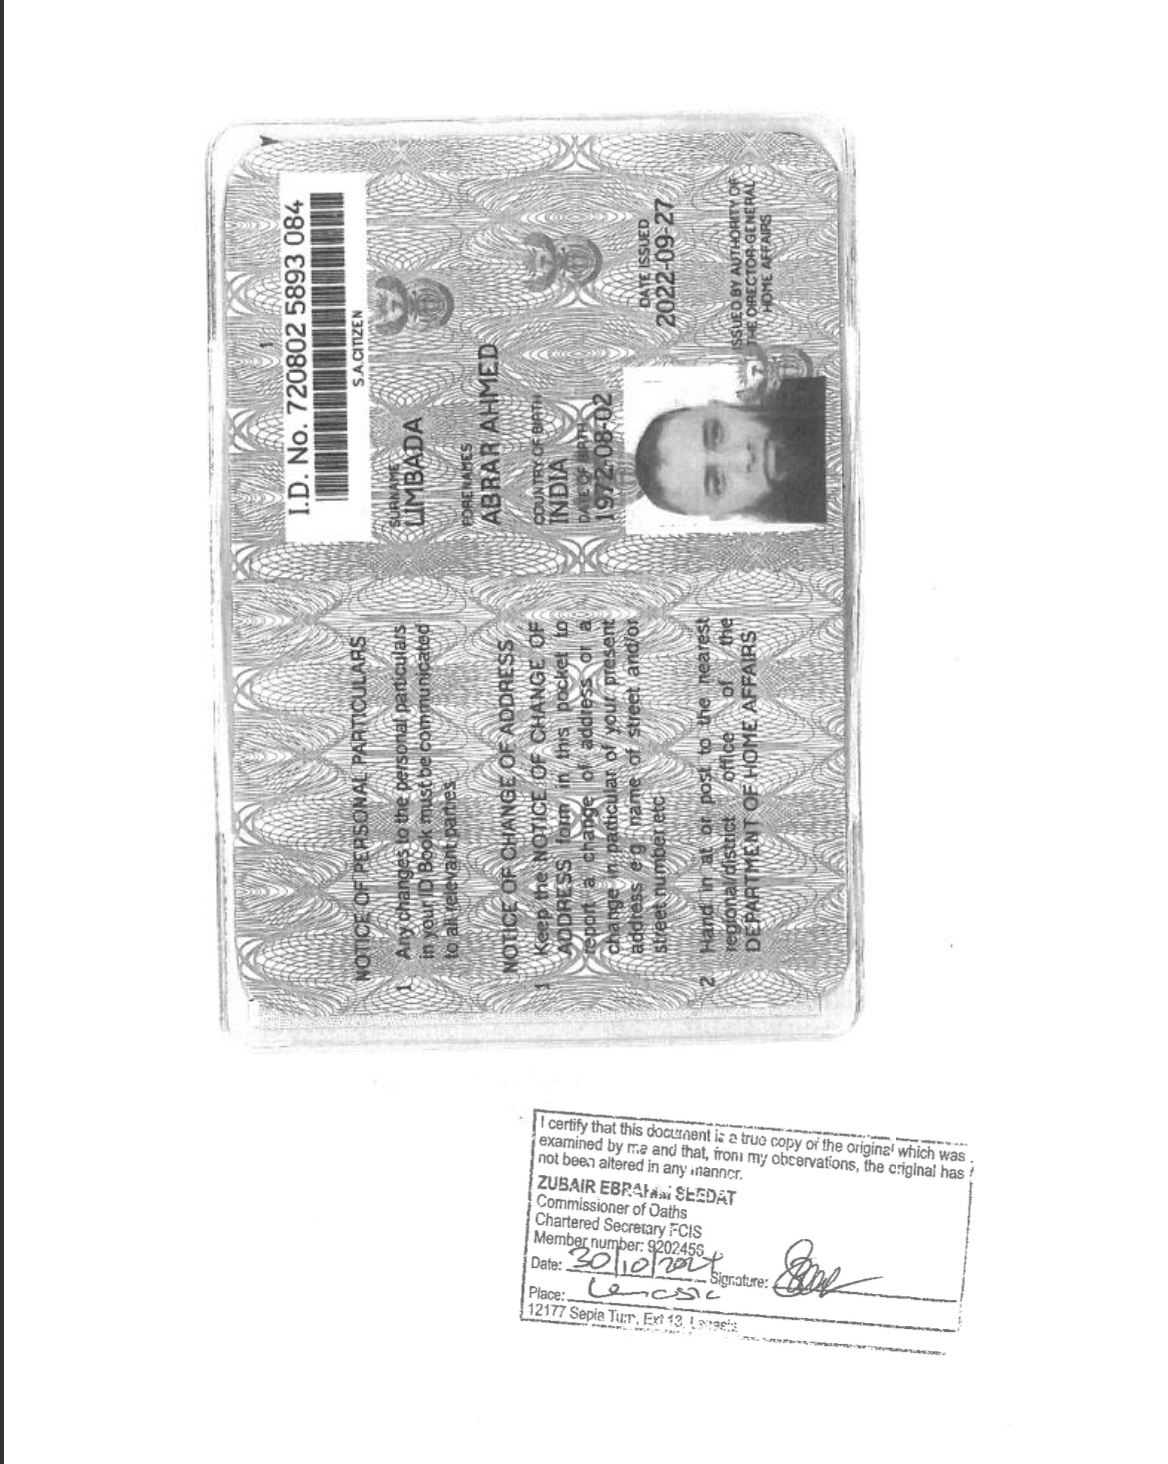 I.D. No. 720802 5893 084
1
S.A.CITIZEN
SURNAME
LIMBADA
FORENAMES
ABRAR AHMED
COUNTRY OF BIRTH
INDIA
DATE OF BIRTH
1972-08-02
DATE ISSUED
2022-09-27
ISSUED BY AUTHORITY OF
THE DIRECTOR-GENERAL
HOME AFFAIRS
NOTICE OF PERSONAL PARTICULARS
1 Any changes to the personal particulars
in your ID Book must be communicated
to all relevant parties
NOTICE OF CHANGE OF ADDRESS
1 Keep the NOTICE OF CHANGE OF
ADDRESS form in this pocket to
report a change of address or a
change in particular of your present
address e.g. name of street and/or
street number etc.
2 Hand in at or post to the nearest
regional/district office of the
DEPARTMENT OF HOME AFFAIRS
I certify that this document is a true copy of the original which was
examined by me and that, from my observations, the original has
not been altered in any manner.
ZUBAIR EBRAHIM SEEDAT
Commissioner of Oaths
Chartered Secretary FCIS
Member number: 9202456
Date: 30/10/2024 Signature:
Place: Lenasia
12177 Sepia Turn, Ext 13, Lenasia